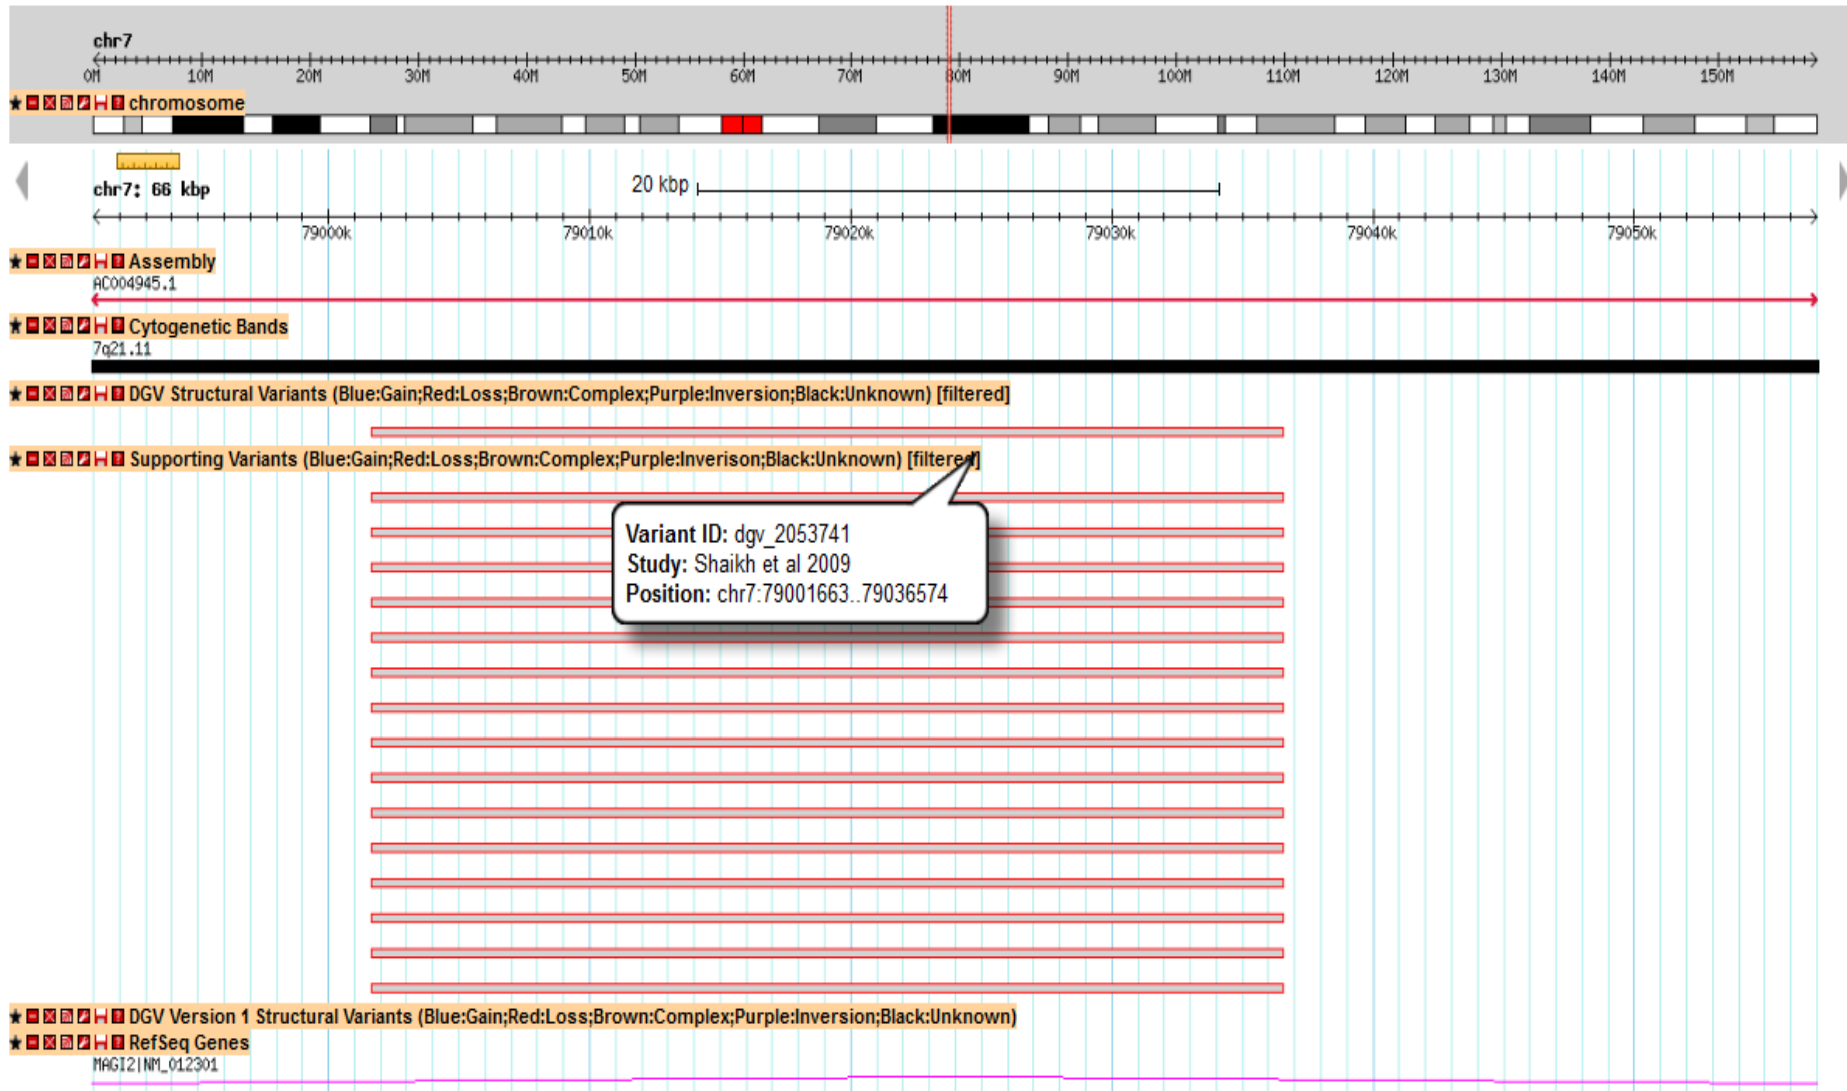 chr7
0M 10M 20M 30M 40M 50M 60M 70M 80M 90M 100M 110M 120M 130M 140M 150M
chromosome
chr7: 66 kbp
20 kbp
79000k 79010k 79020k 79030k 79040k 79050k
Assembly
AC004945.1
Cytogenetic Bands
7q21.11
DGV Structural Variants (Blue:Gain;Red:Loss;Brown:Complex;Purple:Inversion;Black:Unknown) [filtered]
Supporting Variants (Blue:Gain;Red:Loss;Brown:Complex;Purple:Inverison;Black:Unknown) [filtered]
Variant ID: dgv_2053741
Study: Shaikh et al 2009
Position: chr7:79001663..79036574
DGV Version 1 Structural Variants (Blue:Gain;Red:Loss;Brown:Complex;Purple:Inversion;Black:Unknown)
RefSeq Genes
MAGI2|NM_012301